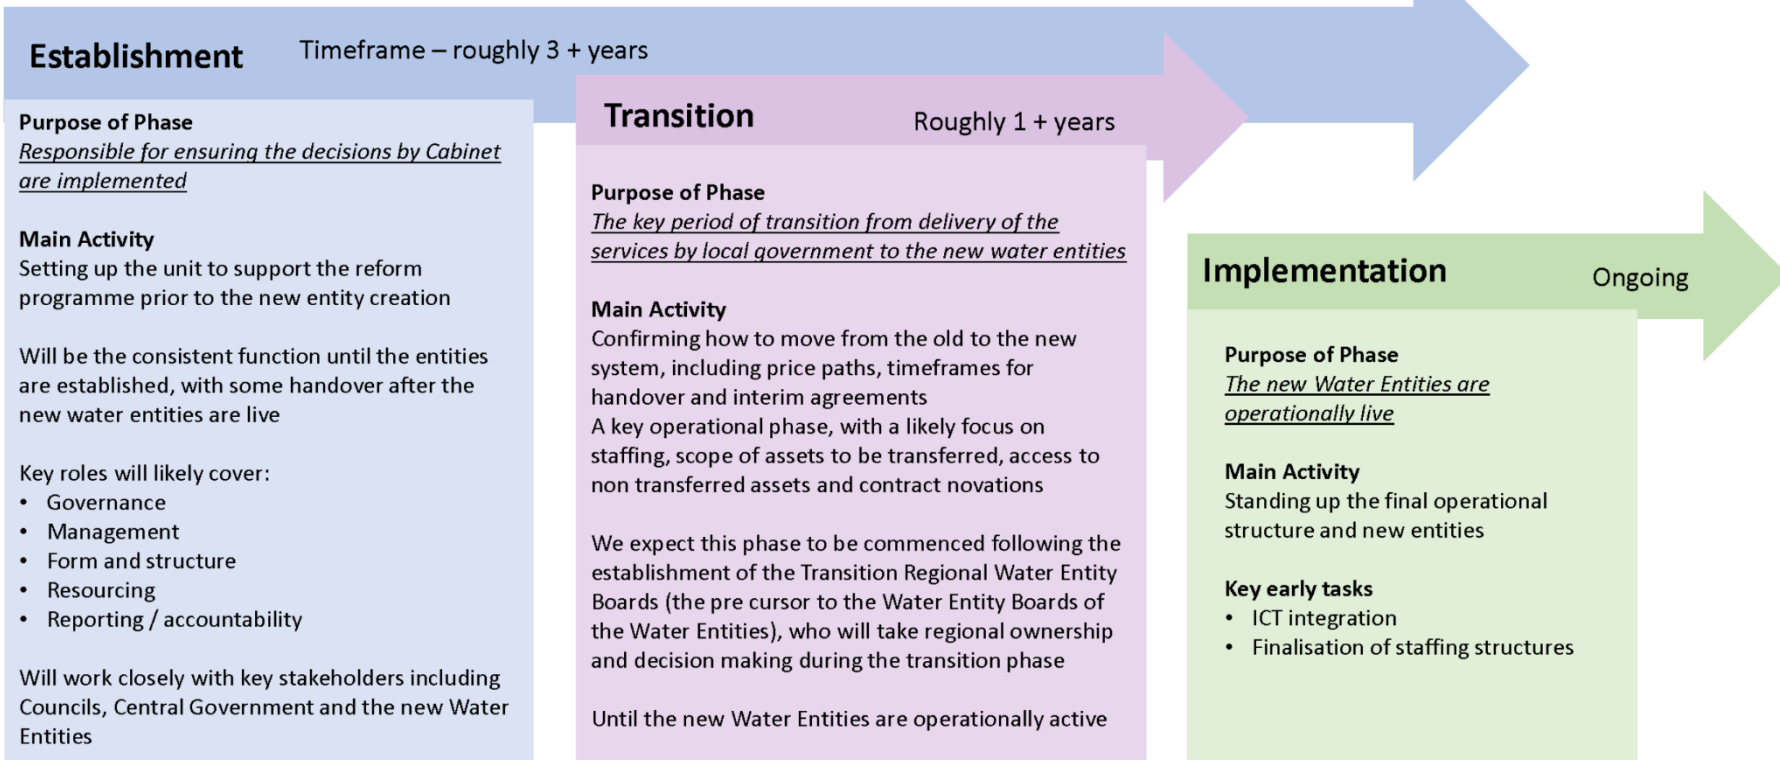 Establishment
Timeframe – roughly 3 + years
Purpose of Phase
Responsible for ensuring the decisions by Cabinet
are implemented
Main Activity
Setting up the unit to support the reform
programme prior to the new entity creation
Will be the consistent function until the entities
are established, with some handover after the
new water entities are live
Key roles will likely cover:
• Governance
• Management
• Form and structure
• Resourcing
• Reporting / accountability
Will work closely with key stakeholders including
Councils, Central Government and the new Water
Entities
Transition
Roughly 1 + years
Purpose of Phase
The key period of transition from delivery of the
services by local government to the new water entities
Main Activity
Confirming how to move from the old to the new
system, including price paths, timeframes for
handover and interim agreements
A key operational phase, with a likely focus on
staffing, scope of assets to be transferred, access to
non transferred assets and contract novations
We expect this phase to be commenced following the
establishment of the Transition Regional Water Entity
Boards (the pre cursor to the Water Entity Boards of
the Water Entities), who will take regional ownership
and decision making during the transition phase
Until the new Water Entities are operationally active
Implementation
Ongoing
Purpose of Phase
The new Water Entities are
operationally live
Main Activity
Standing up the final operational
structure and new entities
Key early tasks
• ICT integration
• Finalisation of staffing structures